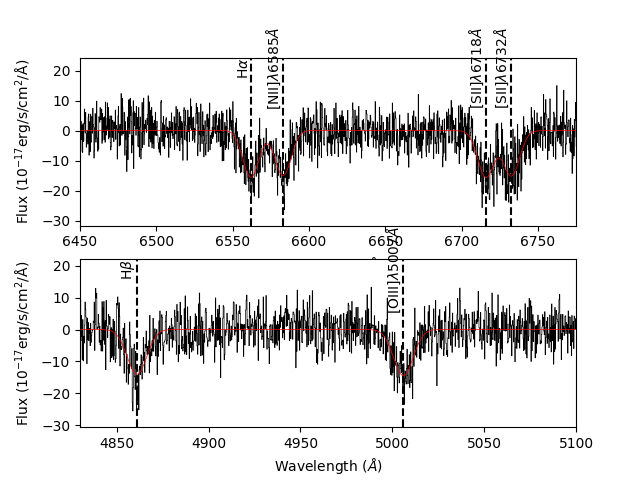 Hα
[NII]λ6585Å
[SII]λ6718Å
[SII]λ6732Å
Flux (10⁻¹⁷erg/s/cm²/Å)
20
10
0
−10
−20
−30
6450
6500
6550
6600
6650
6700
6750
Hβ
[OIII]λ5007Å
Flux (10⁻¹⁷erg/s/cm²/Å)
20
10
0
−10
−20
−30
4850
4900
4950
5000
5050
5100
Wavelength (Å)